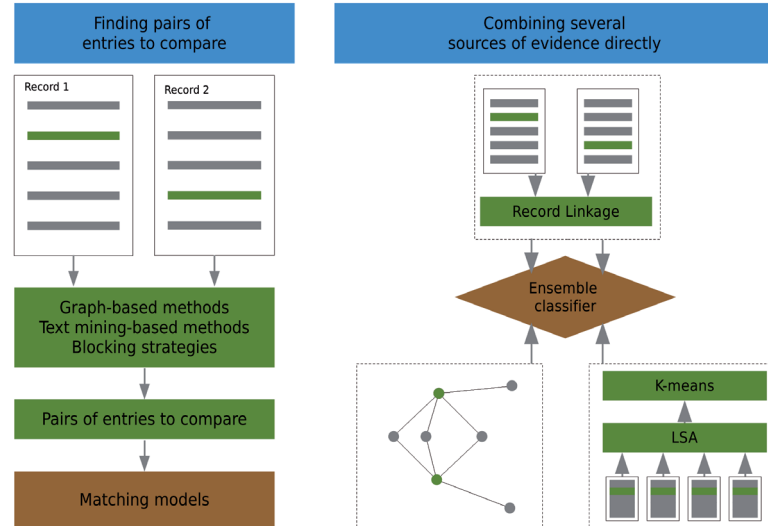 Finding pairs of
entries to compare
Record 1
Record 2
Graph-based methods
Text mining-based methods
Blocking strategies
Pairs of entries to compare
Matching models
Combining several
sources of evidence directly
Record Linkage
Ensemble
classifier
K-means
LSA